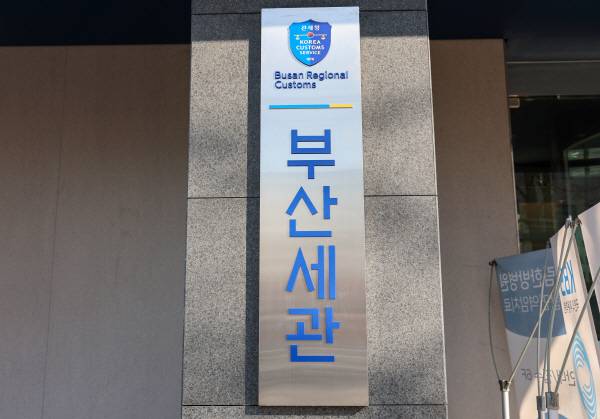 관세청
KOREA
CUSTOMS
SERVICE
Busan Regional
Customs
부산세관